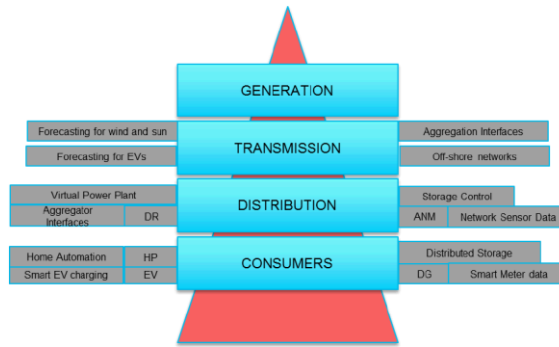 GENERATION
Forecasting for wind and sun
TRANSMISSION
Aggregation Interfaces
Forecasting for EVs
Off-shore networks
Virtual Power Plant
DISTRIBUTION
Storage Control
Aggregator
Interfaces
DR
ANM
Network Sensor Data
Home Automation
HP
CONSUMERS
Distributed Storage
Smart EV charging
EV
DG
Smart Meter data